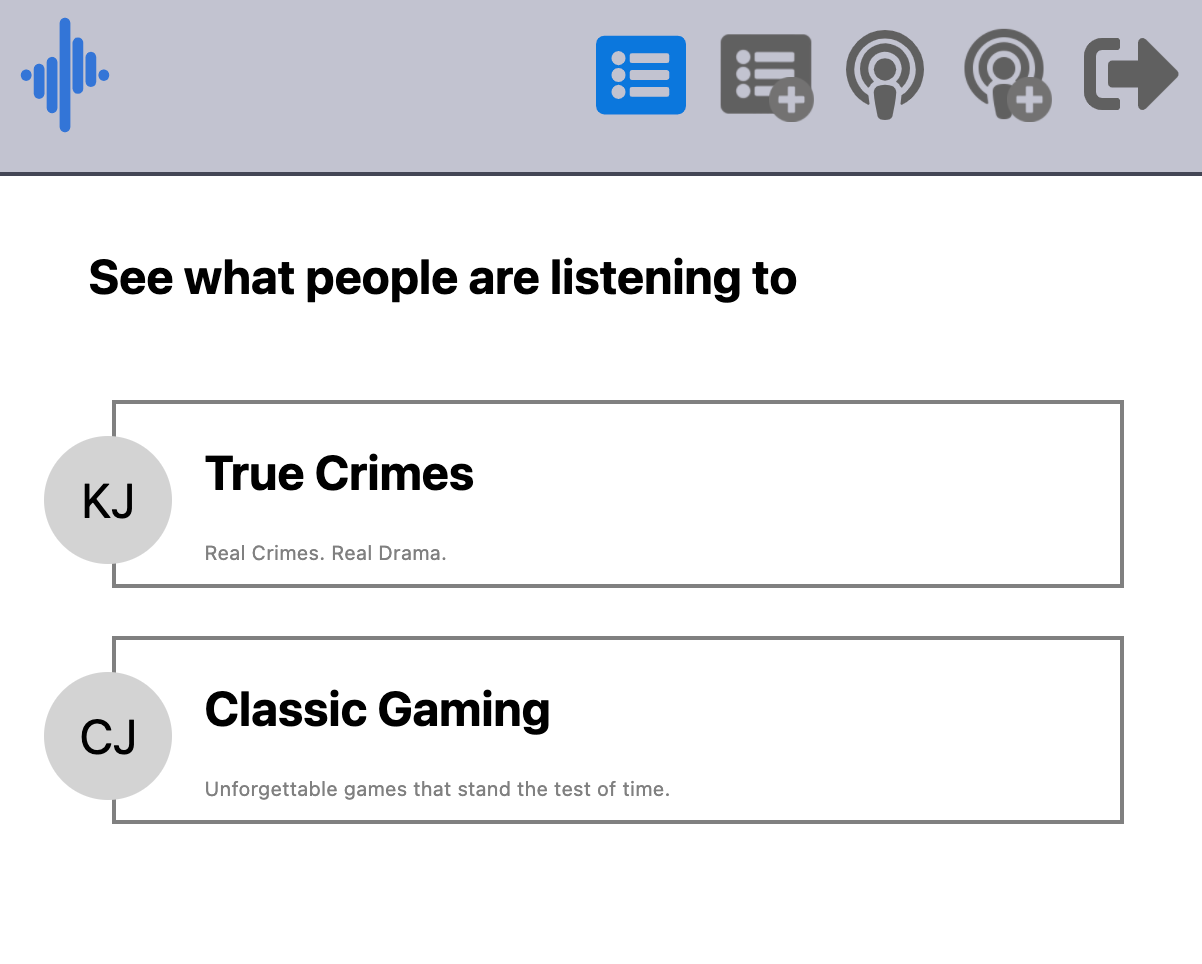 See what people are listening to
True Crimes
KJ
Real Crimes. Real Drama.
Classic Gaming
CJ
Unforgettable games that stand the test of time.